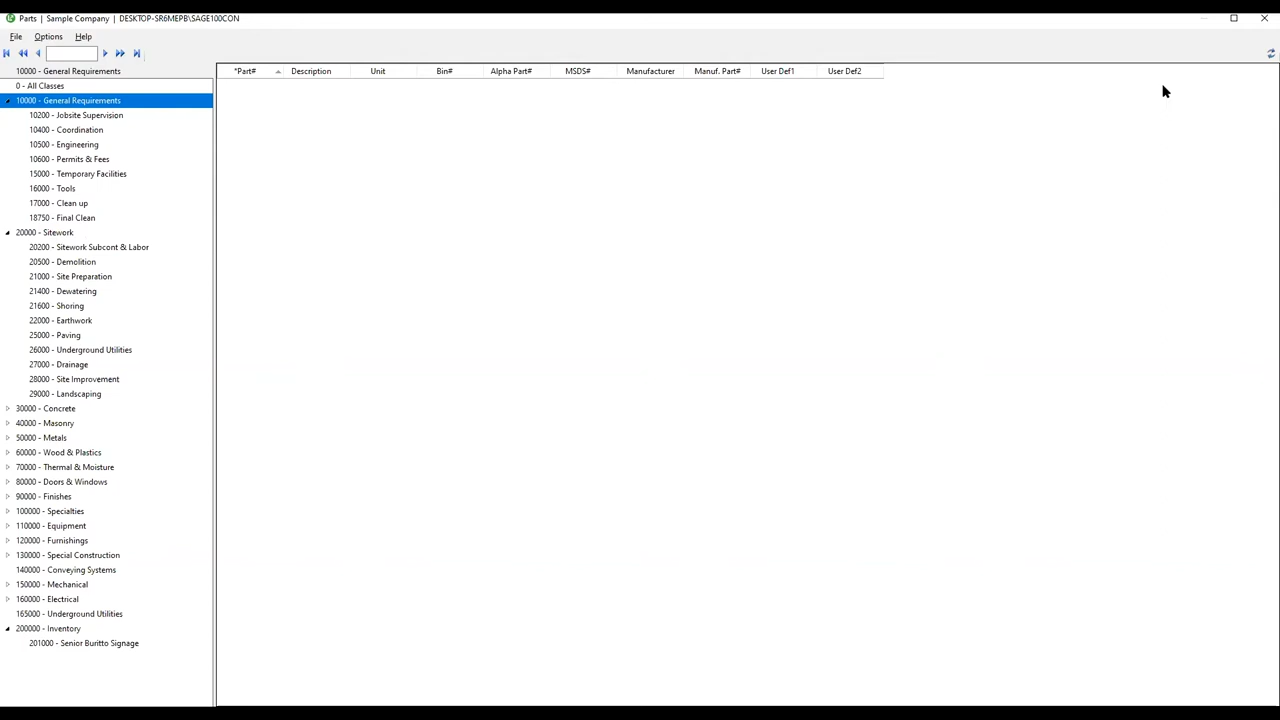 Parts | Sample Company | DESKTOP-SR6MEPB\SAGE100CON
File Options Help
10000 - General Requirements
*Part# Description Unit Bin# Alpha Part# MSDS# Manufacturer Manuf. Part# User Def1 User Def2
0 - All Classes
10000 - General Requirements
10200 - Jobsite Supervision
10400 - Coordination
10500 - Engineering
10600 - Permits & Fees
15000 - Temporary Facilities
16000 - Tools
17000 - Clean up
18750 - Final Clean
20000 - Sitework
20200 - Sitework Subcont & Labor
20500 - Demolition
21000 - Site Preparation
21400 - Dewatering
21600 - Shoring
22000 - Earthwork
25000 - Paving
26000 - Underground Utilities
27000 - Drainage
28000 - Site Improvement
29000 - Landscaping
30000 - Concrete
40000 - Masonry
50000 - Metals
60000 - Wood & Plastics
70000 - Thermal & Moisture
80000 - Doors & Windows
90000 - Finishes
100000 - Specialties
110000 - Equipment
120000 - Furnishings
130000 - Special Construction
140000 - Conveying Systems
150000 - Mechanical
160000 - Electrical
165000 - Underground Utilities
200000 - Inventory
201000 - Senior Buritto Signage